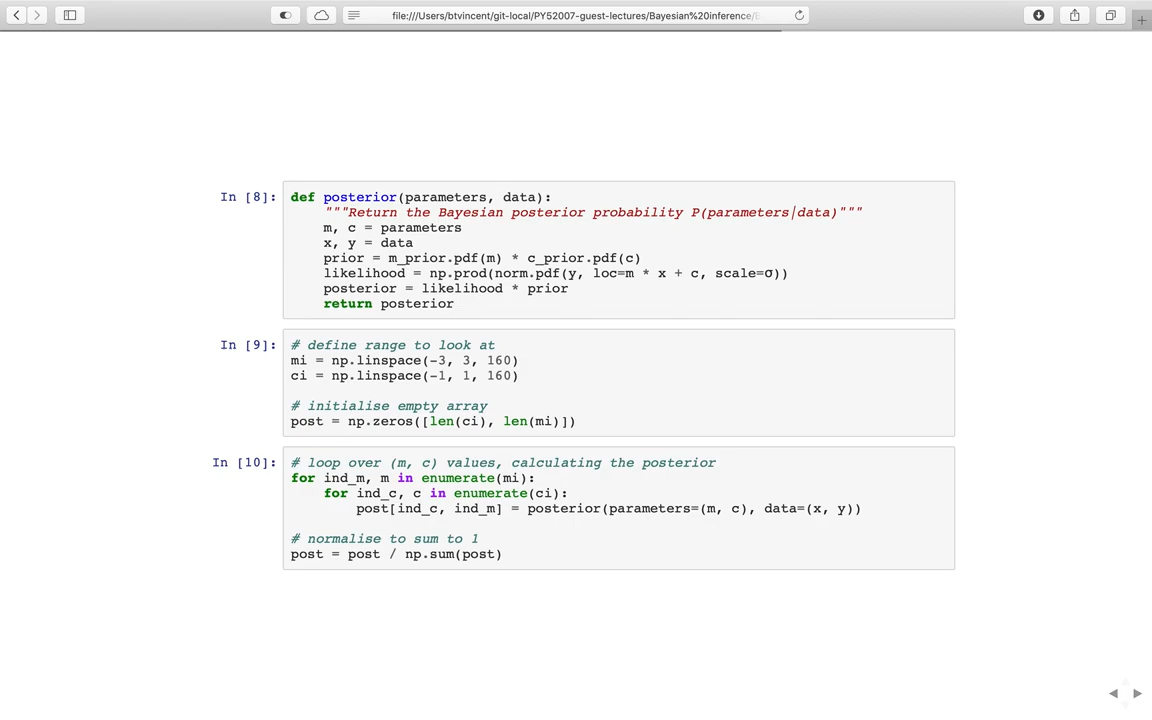 file:///Users/btvincent/git-local/PY52007-guest-lectures/Bayesian%20inference/
In [8]:
def posterior(parameters, data):
"""Return the Bayesian posterior probability P(parameters|data)"""
m, c = parameters
x, y = data
prior = m_prior.pdf(m) * c_prior.pdf(c)
likelihood = np.prod(norm.pdf(y, loc=m * x + c, scale=σ))
posterior = likelihood * prior
return posterior
In [9]:
# define range to look at
mi = np.linspace(-3, 3, 160)
ci = np.linspace(-1, 1, 160)
# initialise empty array
post = np.zeros([len(ci), len(mi)])
In [10]:
# loop over (m, c) values, calculating the posterior
for ind_m, m in enumerate(mi):
for ind_c, c in enumerate(ci):
post[ind_c, ind_m] = posterior(parameters=(m, c), data=(x, y))
# normalise to sum to 1
post = post / np.sum(post)